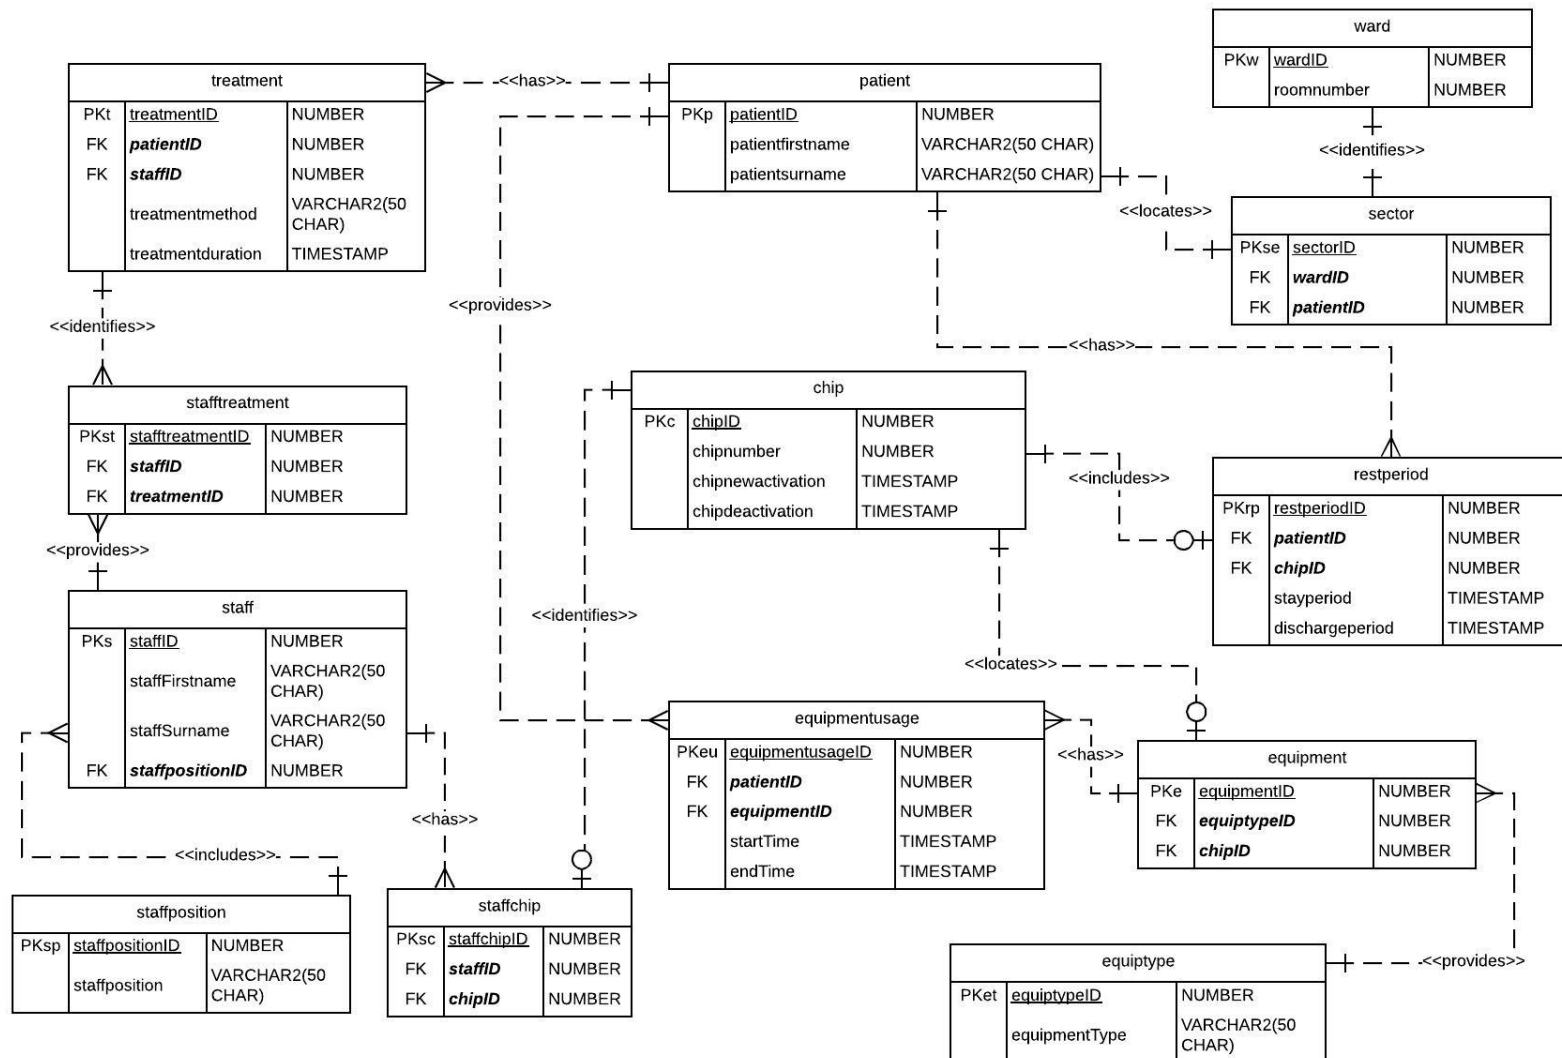 ward
PKw wardID NUMBER
roomnumber NUMBER
<<identifies>>
treatment
PKt treatmentID NUMBER
FK patientID NUMBER
FK staffID NUMBER
treatmentmethod VARCHAR2(50
CHAR)
treatmentduration TIMESTAMP
<<has>>
patient
PKp patientID NUMBER
patientfirstname VARCHAR2(50 CHAR)
patientsurname VARCHAR2(50 CHAR)
<<locates>>
sector
PKse sectorID NUMBER
FK wardID NUMBER
FK patientID NUMBER
<<provides>>
<<identifies>>
<<has>>
stafftreatment
PKst stafftreatmentID NUMBER
FK staffID NUMBER
FK treatmentID NUMBER
<<provides>>
chip
PKc chipID NUMBER
chipnumber NUMBER
chipnewactivation TIMESTAMP
chipdeactivation TIMESTAMP
<<includes>>
restperiod
PKrp restperiodID NUMBER
FK patientID NUMBER
FK chipID NUMBER
stayperiod TIMESTAMP
dischargeperiod TIMESTAMP
<<identifies>>
<<locates>>
staff
PKs staffID NUMBER
staffFirstname VARCHAR2(50
CHAR)
staffSurname VARCHAR2(50
CHAR)
FK staffpositionID NUMBER
<<has>>
<<includes>>
equipmentusage
PKeu equipmentusageID NUMBER
FK patientID NUMBER
FK equipmentID NUMBER
startTime TIMESTAMP
endTime TIMESTAMP
<<has>>
equipment
PKe equipmentID NUMBER
FK equiptypeID NUMBER
FK chipID NUMBER
<<provides>>
staffposition
PKsp staffpositionID NUMBER
staffposition VARCHAR2(50
CHAR)
staffchip
PKsc staffchipID NUMBER
FK staffID NUMBER
FK chipID NUMBER
equiptype
PKet equiptypeID NUMBER
equipmentType VARCHAR2(50
CHAR)